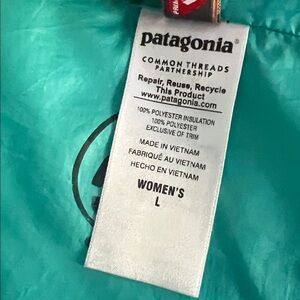 patagonia®
COMMON THREADS
PARTNERSHIP
Repair, Reuse, Recycle
This Product
www.patagonia.com
100% POLYESTER INSULATION
100% POLYESTER
EXCLUSIVE OF TRIM
MADE IN VIETNAM
FABRIQUÉ AU VIETNAM
HECHO EN VIETNAM
WOMEN'S
L